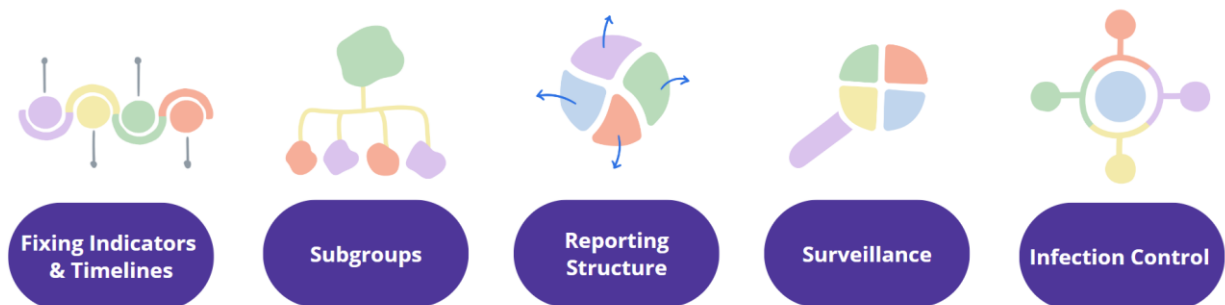 Fixing Indicators
& Timelines
Subgroups
Reporting
Structure
Surveillance
Infection Control